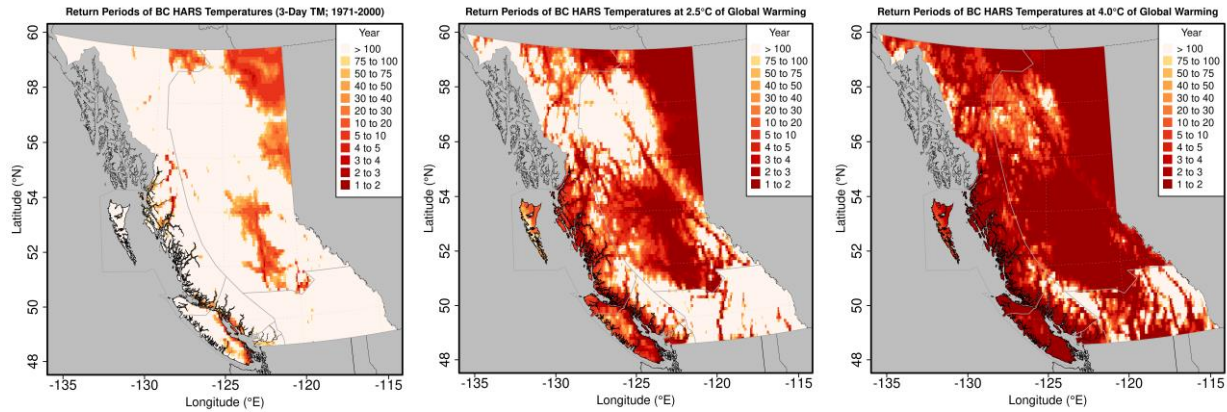 Return Periods of BC HARS Temperatures (3-Day TM; 1971-2000)
Year
> 100
75 to 100
50 to 75
40 to 50
30 to 40
20 to 30
10 to 20
5 to 10
4 to 5
3 to 4
2 to 3
1 to 2
Latitude (°N)
60
58
56
54
52
50
48
-135
-130
-125
-120
-115
Longitude (°E)
Return Periods of BC HARS Temperatures at 2.5°C of Global Warming
Year
> 100
75 to 100
50 to 75
40 to 50
30 to 40
20 to 30
10 to 20
5 to 10
4 to 5
3 to 4
2 to 3
1 to 2
Latitude (°N)
60
58
56
54
52
50
48
-135
-130
-125
-120
-115
Longitude (°E)
Return Periods of BC HARS Temperatures at 4.0°C of Global Warming
Year
> 100
75 to 100
50 to 75
40 to 50
30 to 40
20 to 30
10 to 20
5 to 10
4 to 5
3 to 4
2 to 3
1 to 2
Latitude (°N)
60
58
56
54
52
50
48
-135
-130
-125
-120
-115
Longitude (°E)